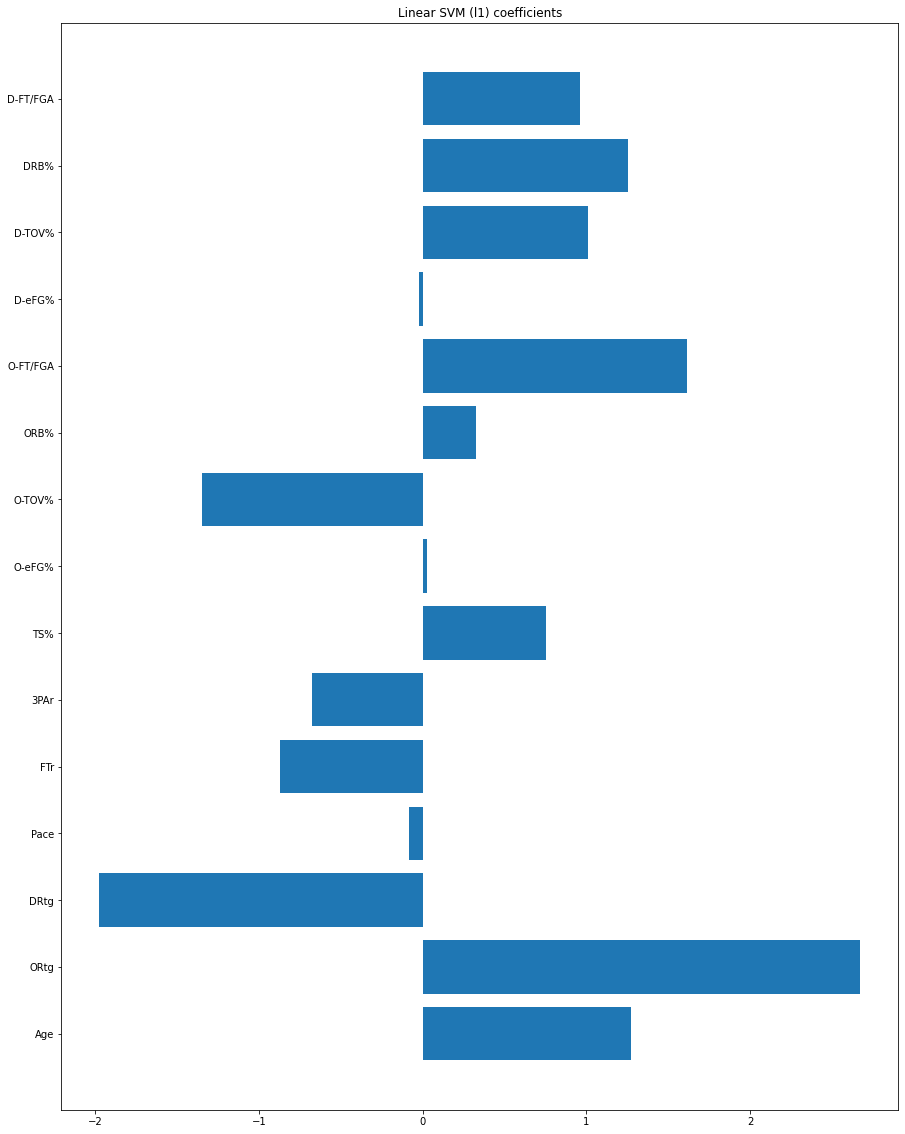 Linear SVM (l1) coefficients
D-FT/FGA
DRB%
D-TOV%
D-eFG%
O-FT/FGA
ORB%
O-TOV%
O-eFG%
TS%
3PAr
FTr
Pace
DRtg
ORtg
Age
−2 −1 0 1 2